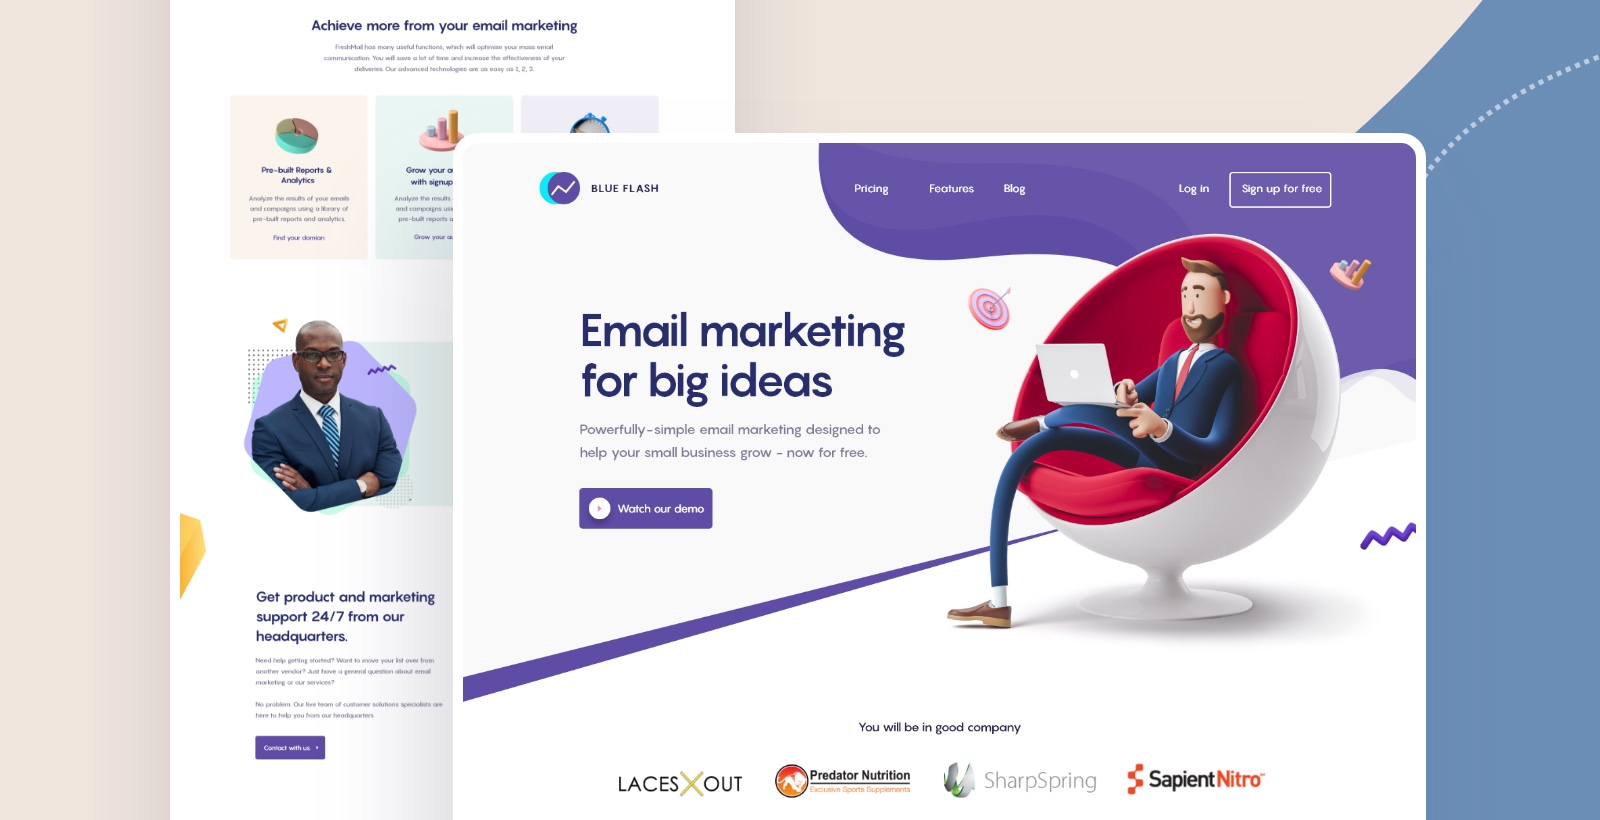 Achieve more from your email marketing
FreshMail has many useful functions, which will optimise your mass email
communication. You will save a lot of time and increase the effectiveness of your
deliveries. Our advanced technologies are as easy as 1, 2, 3.
Pre-built Reports &
Analytics
Analyze the results of your emails
and campaigns using a library of
pre-built reports and analytics.
Find your domian
Grow your au
with signup
Analyze the results
and campaigns
pre-built reports a
Grow your au
Get product and marketing
support 24/7 from our
headquarters.
Need help getting started? Want to move your list over from
another vendor? Just have a general question about email
marketing or our services?
No problem. Our live team of customer solutions specialists are
here to help you from our headquarters
Contact with us
BLUE FLASH
Pricing
Features
Blog
Log in
Sign up for free
Email marketing
for big ideas
Powerfully-simple email marketing designed to
help your small business grow - now for free.
Watch our demo
You will be in good company
LACES OUT
Predator Nutrition
Exclusive Sports Supplements
SharpSpring
SapientNitro